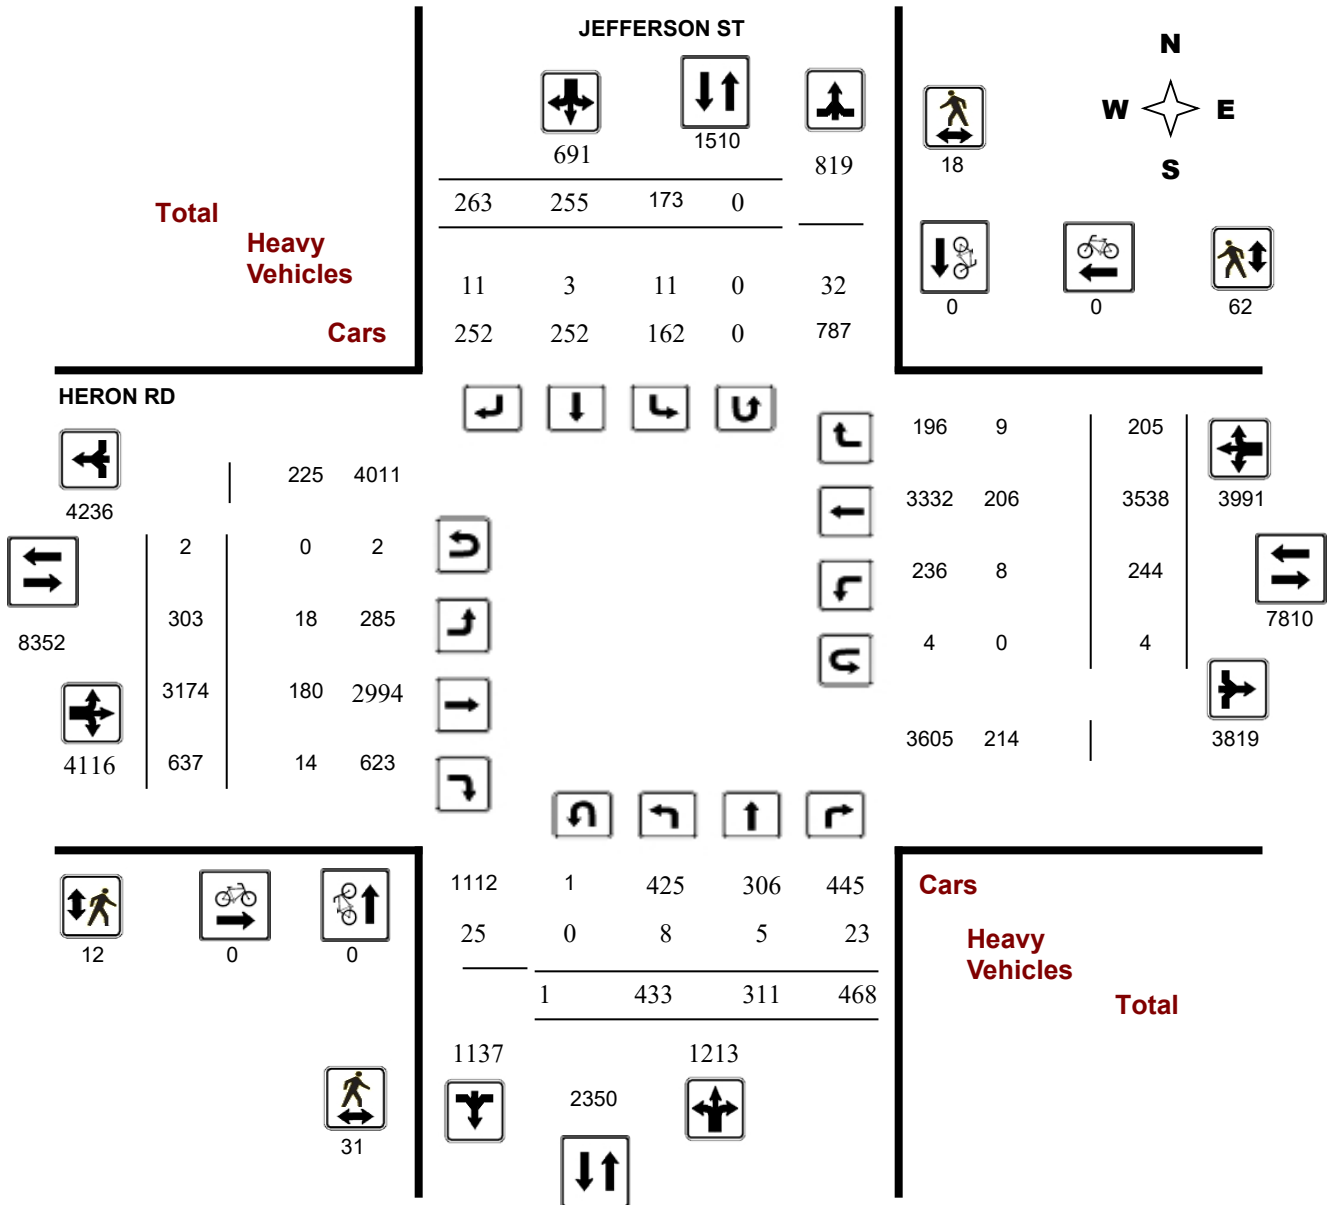 JEFFERSON ST
N
W E
S
691
1510
819
18
263 255 173 0
Total
Heavy
Vehicles
11 3 11 0 32
0 0 62
Cars
252 252 162 0 787
HERON RD
196 9 205
225 4011
4236
3332 206 3538 3991
2 0 2
236 8 244
7810
303 18 285
8352
4 0 4
3174 180 2994
3605 214 3819
4116 637 14 623
1112 1 425 306 445
Cars
25 0 8 5 23
Heavy
Vehicles
12 0 0
1 433 311 468
Total
1137 1213
2350
31